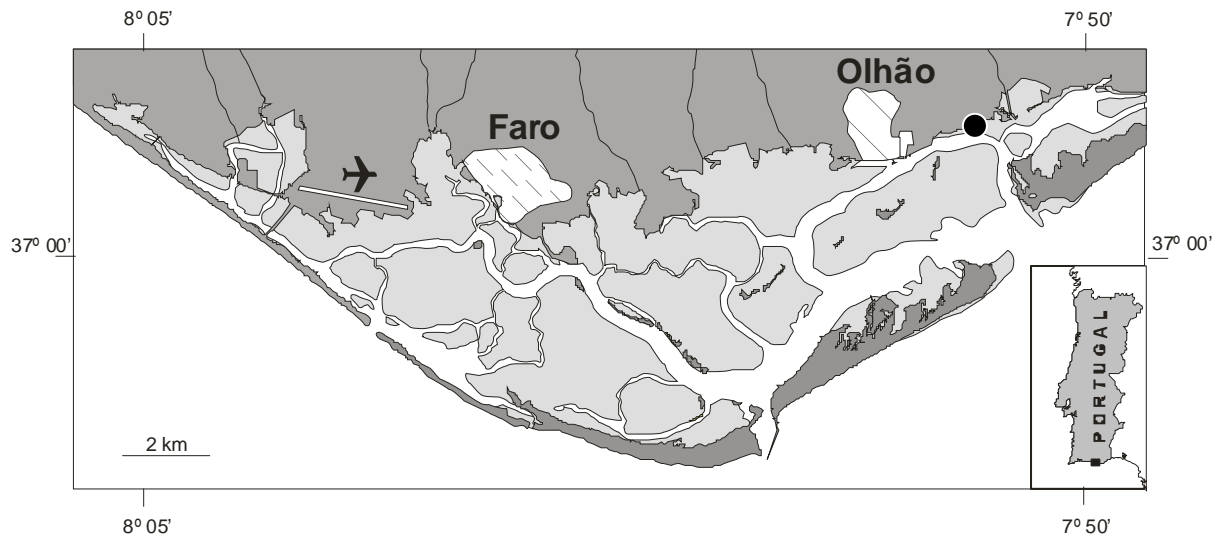 8º 05’
7º 50’
Olhão
Faro
37º 00’
37º 00’
PORTUGAL
2 km
8º 05’
7º 50’